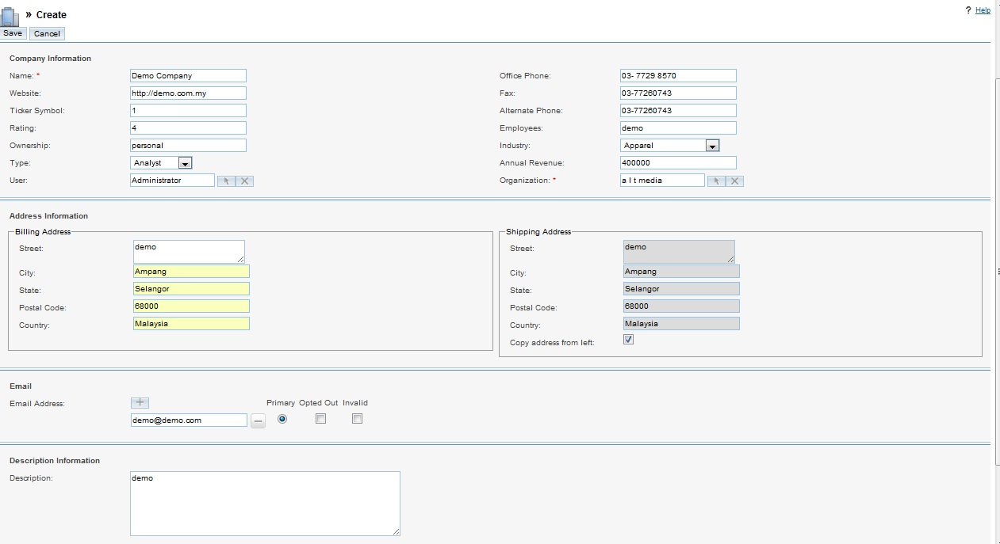 » Create
? Help
Save Cancel
Company Information
Name: * Demo Company Office Phone: 03- 7729 8570
Website: http://demo.com.my Fax: 03-77260743
Ticker Symbol: 1 Alternate Phone: 03-77260743
Rating: 4 Employees: demo
Ownership: personal Industry: Apparel
Type: Analyst Annual Revenue: 400000
User: Administrator Organization: * a l t media
Address Information
Billing Address
Street: demo
City: Ampang
State: Selangor
Postal Code: 68000
Country: Malaysia
Shipping Address
Street: demo
City: Ampang
State: Selangor
Postal Code: 68000
Country: Malaysia
Copy address from left:
Email
Email Address: Primary Opted Out Invalid
demo@demo.com
Description Information
Description: demo